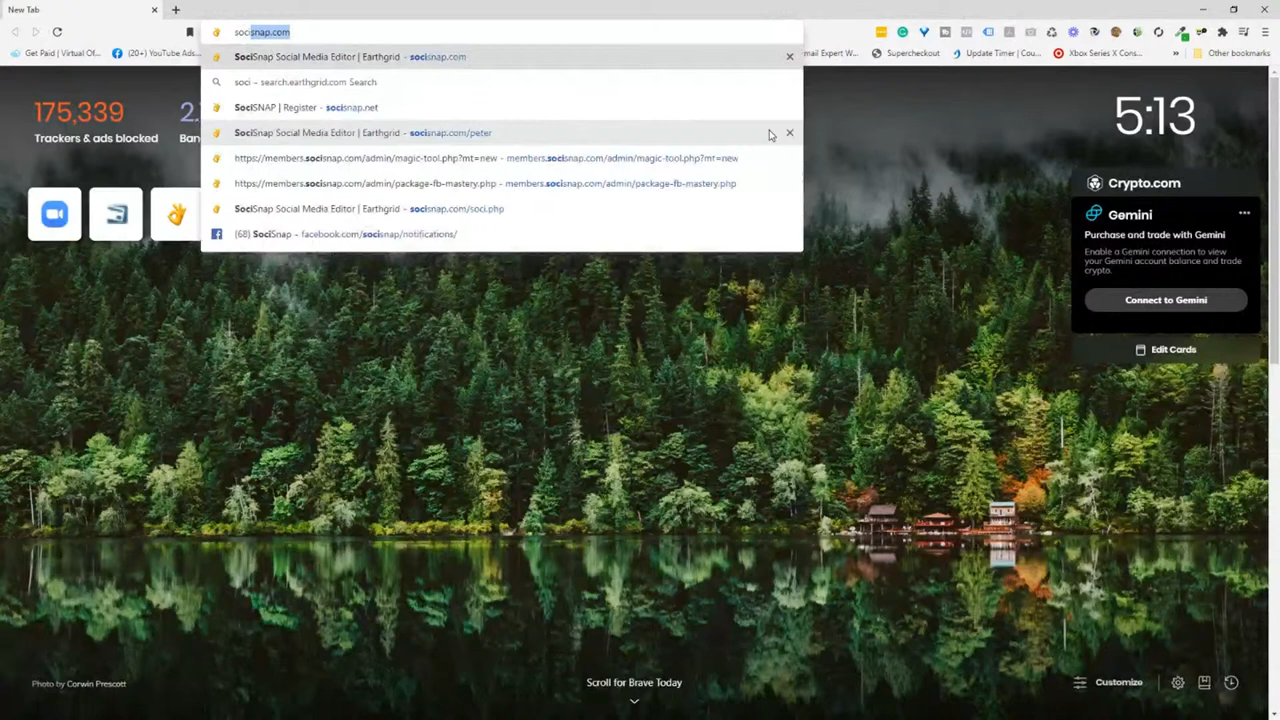 New Tab
socisnap.com
Get Paid | Virtual Of...
(20+) YouTube Ads...
Email Expert W...
Supercheckout
Update Timer | Cou...
Xbox Series X Cons...
»
Other bookmarks
SociSnap Social Media Editor | Earthgrid - socisnap.com
soci - search.earthgrid.com Search
SociSNAP | Register - socisnap.net
SociSnap Social Media Editor | Earthgrid - socisnap.com/peter
https://members.socisnap.com/admin/magic-tool.php?mt=new - members.socisnap.com/admin/magic-tool.php?mt=new
https://members.socisnap.com/admin/package-fb-mastery.php - members.socisnap.com/admin/package-fb-mastery.php
SociSnap Social Media Editor | Earthgrid - socisnap.com/soci.php
(68) SociSnap - facebook.com/socisnap/notifications/
175,339
Trackers & ads blocked
2.
Ban
5:13
Crypto.com
Gemini
Purchase and trade with Gemini
Enable a Gemini connection to view
your Gemini account balance and trade
crypto.
Connect to Gemini
Edit Cards
Photo by Corwin Prescott
Scroll for Brave Today
Customize